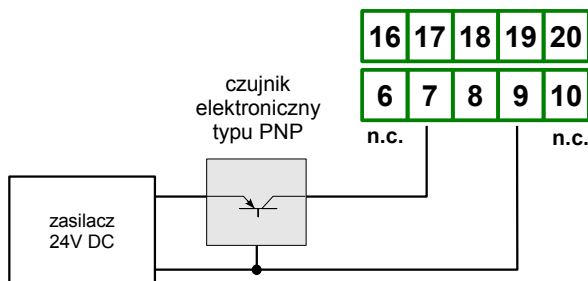 16 17 18 19 20
czujnik
elektroniczny
typu PNP
6 7 8 9 10
n.c. n.c.
zasilacz
24V DC